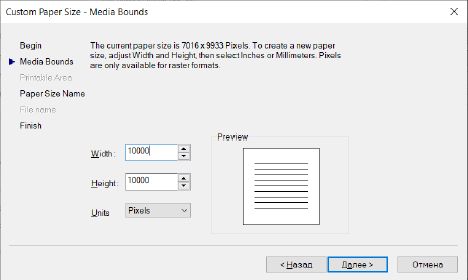 Custom Paper Size - Media Bounds
Begin
Media Bounds
Printable Area
Paper Size Name
File name
Finish
The current paper size is 7016 x 9933 Pixels. To create a new paper
size, adjust Width and Height, then select Inches or Millimeters. Pixels
are only available for raster formats.
Width:
10000
Height:
10000
Units
Pixels
Preview
< Назад
Далее >
Отмена